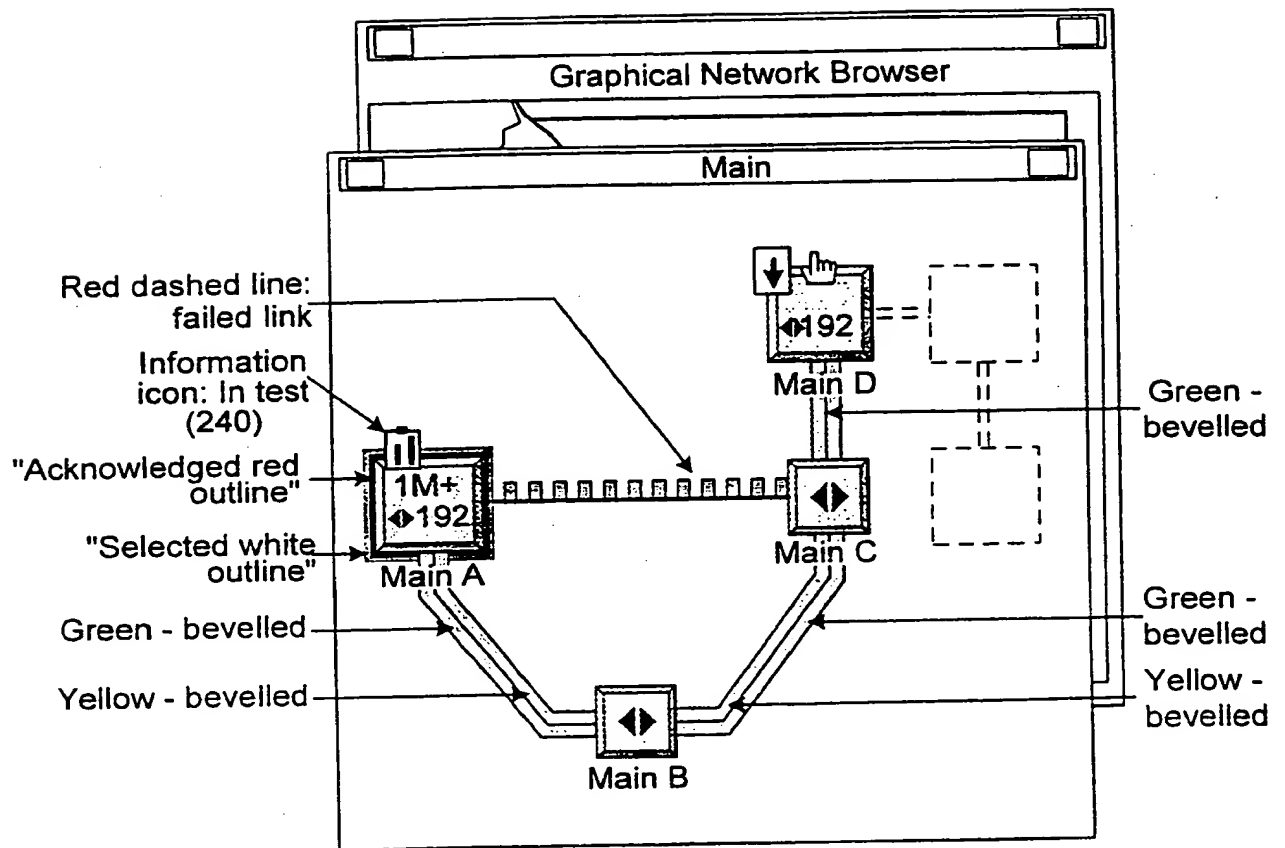 Graphical Network Browser
Main
Red dashed line:
failed link
Information
icon: In test
(240)
"Acknowledged red
outline"
"Selected white
outline"
Green - bevelled
Yellow - bevelled
1M+
192
Main A
Main B
Main C
192
Main D
Green -
bevelled
Green -
bevelled
Yellow -
bevelled